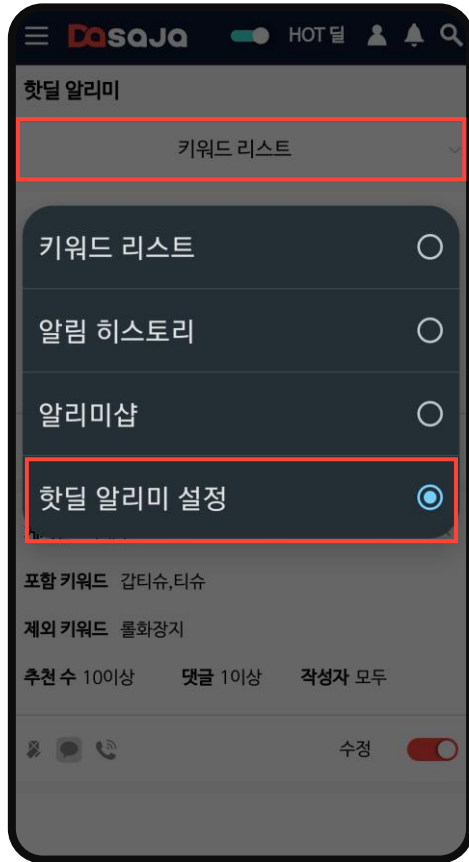 DasaJa HOT 딜
핫딜 알리미
키워드 리스트
키워드 리스트
알림 히스토리
알리미샵
핫딜 알리미 설정
포함 키워드 갑티슈,티슈
제외 키워드 롤화장지
추천 수 10이상 댓글 1이상 작성자 모두
수정